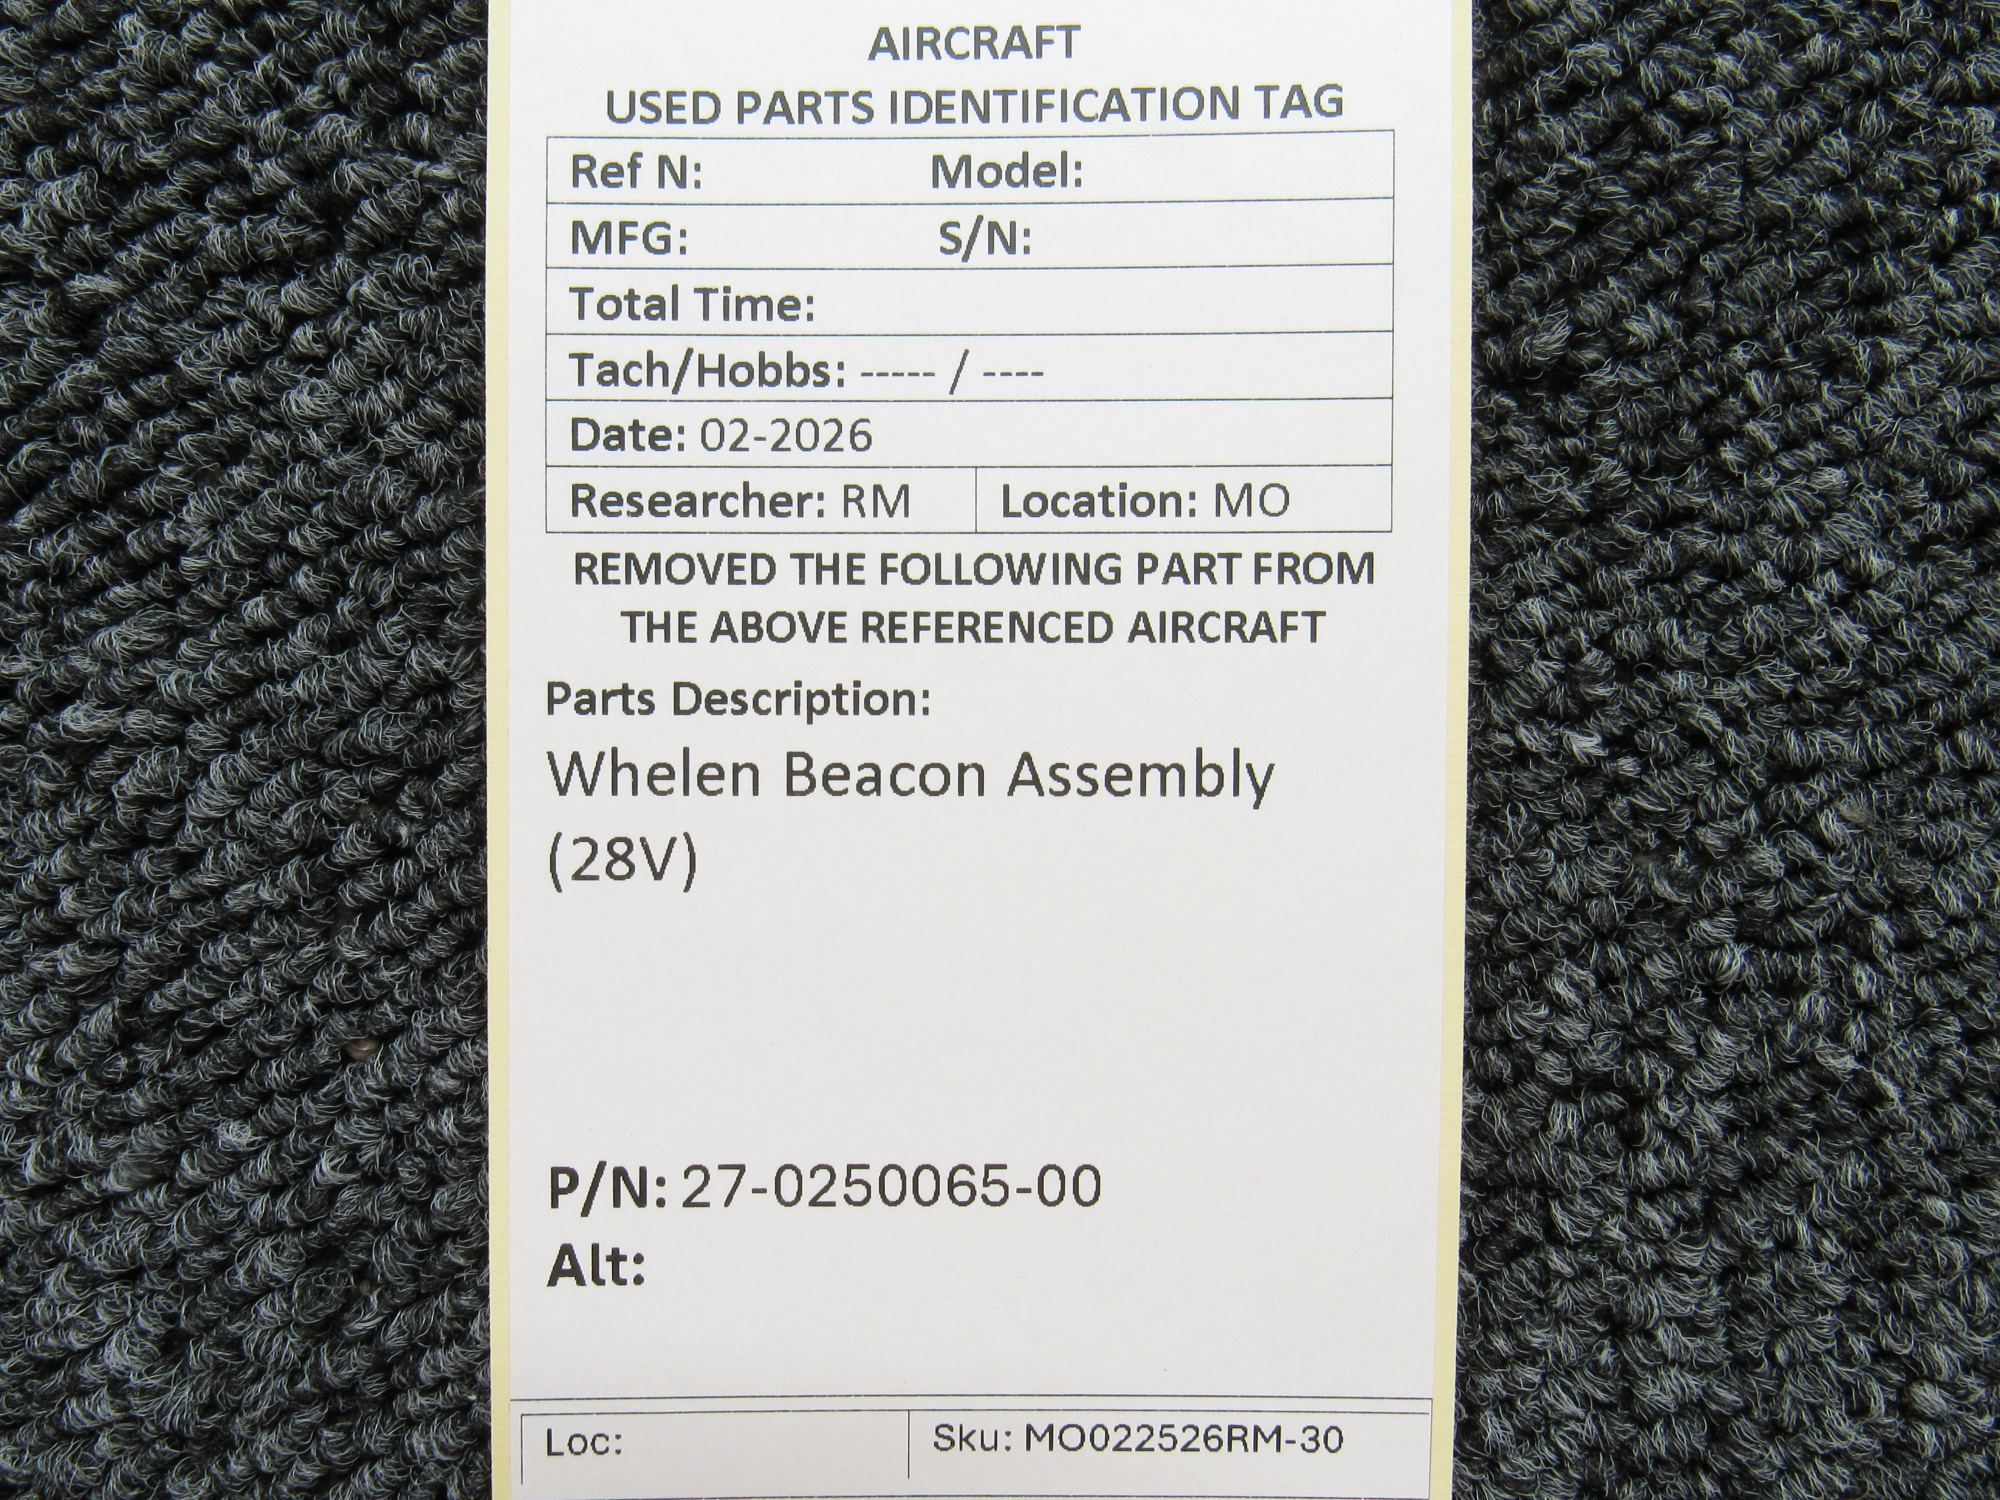 AIRCRAFT
USED PARTS IDENTIFICATION TAG
Ref N: Model:
MFG: S/N:
Total Time:
Tach/Hobbs: ----- / ----
Date: 02-2026
Researcher: RM Location: MO
REMOVED THE FOLLOWING PART FROM
THE ABOVE REFERENCED AIRCRAFT
Parts Description:
Whelen Beacon Assembly
(28V)
P/N: 27-0250065-00
Alt:
Loc: Sku: MO022526RM-30